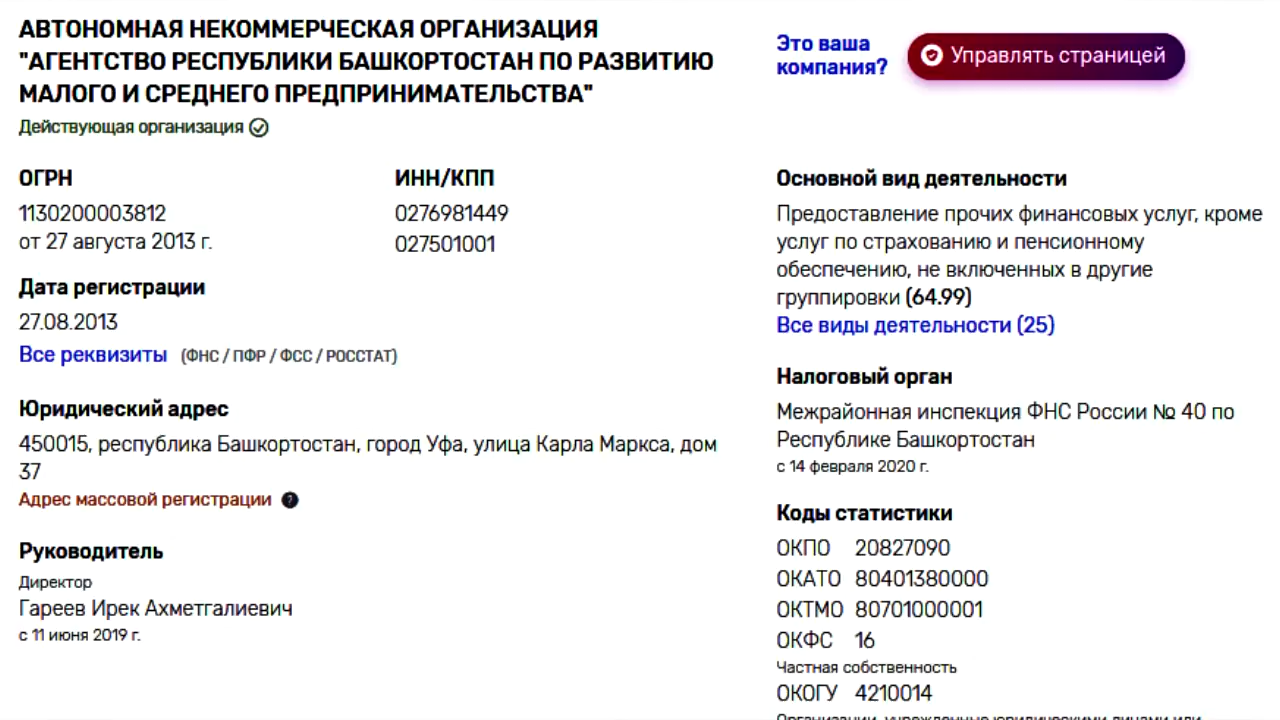 АВТОНОМНАЯ НЕКОММЕРЧЕСКАЯ ОРГАНИЗАЦИЯ
"АГЕНТСТВО РЕСПУБЛИКИ БАШКОРТОСТАН ПО РАЗВИТИЮ
МАЛОГО И СРЕДНЕГО ПРЕДПРИНИМАТЕЛЬСТВА"
Действующая организация
Это ваша
компания?
Управлять страницей
ОГРН
1130200003812
от 27 августа 2013 г.
ИНН/КПП
0276981449
027501001
Дата регистрации
27.08.2013
Все реквизиты (ФНС / ПФР / ФСС / РОССТАТ)
Юридический адрес
450015, республика Башкортостан, город Уфа, улица Карла Маркса, дом
37
Адрес массовой регистрации ?
Руководитель
Директор
Гареев Ирек Ахметгалиевич
с 11 июня 2019 г.
Основной вид деятельности
Предоставление прочих финансовых услуг, кроме
услуг по страхованию и пенсионному
обеспечению, не включенных в другие
группировки (64.99)
Все виды деятельности (25)
Налоговый орган
Межрайонная инспекция ФНС России № 40 по
Республике Башкортостан
с 14 февраля 2020 г.
Коды статистики
ОКПО 20827090
ОКАТО 80401380000
ОКТМО 80701000001
ОКФС 16
Частная собственность
ОКОГУ 4210014
Организации, учрежденные юридическими лицами или